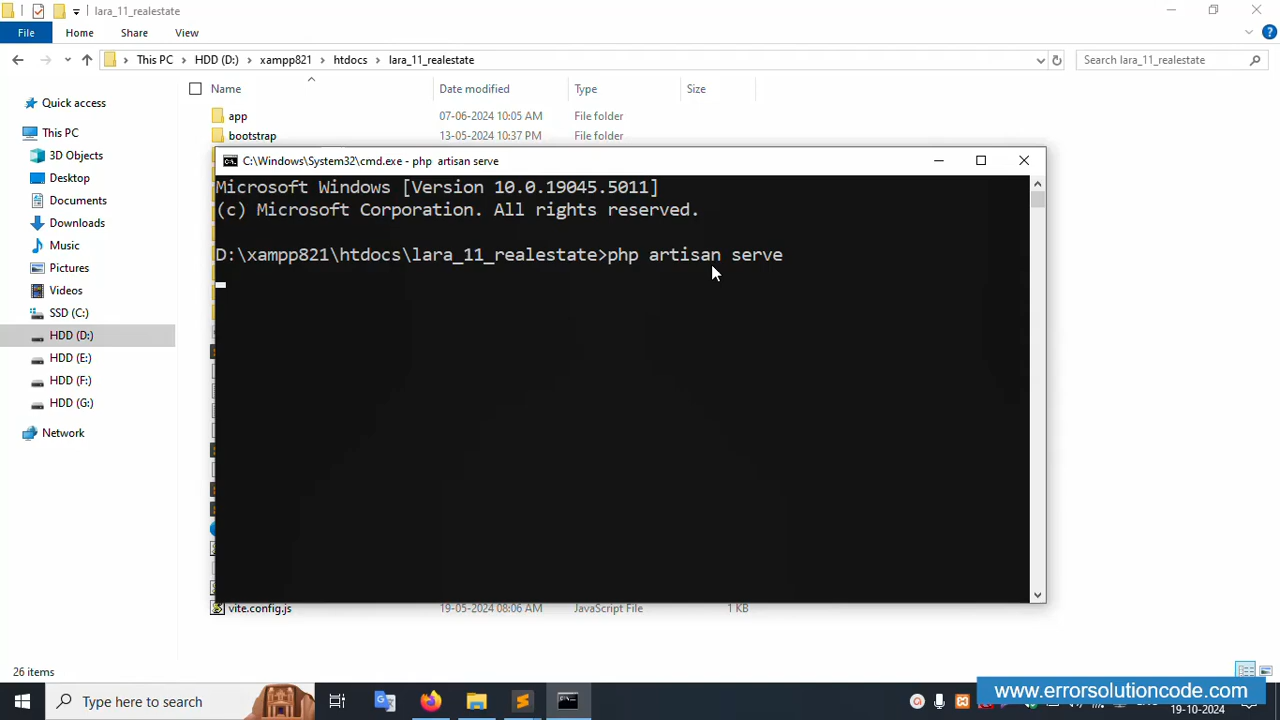 lara_11_realestate
File Home Share View
This PC HDD (D:) xampp821 htdocs lara_11_realestate Search lara_11_realestate
Name Date modified Type Size
Quick access
This PC
3D Objects
Desktop
Documents
Downloads
Music
Pictures
Videos
SSD (C:)
HDD (D:)
HDD (E:)
HDD (F:)
HDD (G:)
Network
app 07-06-2024 10:05 AM File folder
bootstrap 13-05-2024 10:37 PM File folder
C:\Windows\System32\cmd.exe - php artisan serve
Microsoft Windows [Version 10.0.19045.5011]
(c) Microsoft Corporation. All rights reserved.
D:\xampp821\htdocs\lara_11_realestate>php artisan serve
vite.config.js 19-05-2024 08:06 AM JavaScript File 1 KB
26 items
Type here to search
www.errorsolutioncode.com
19-10-2024